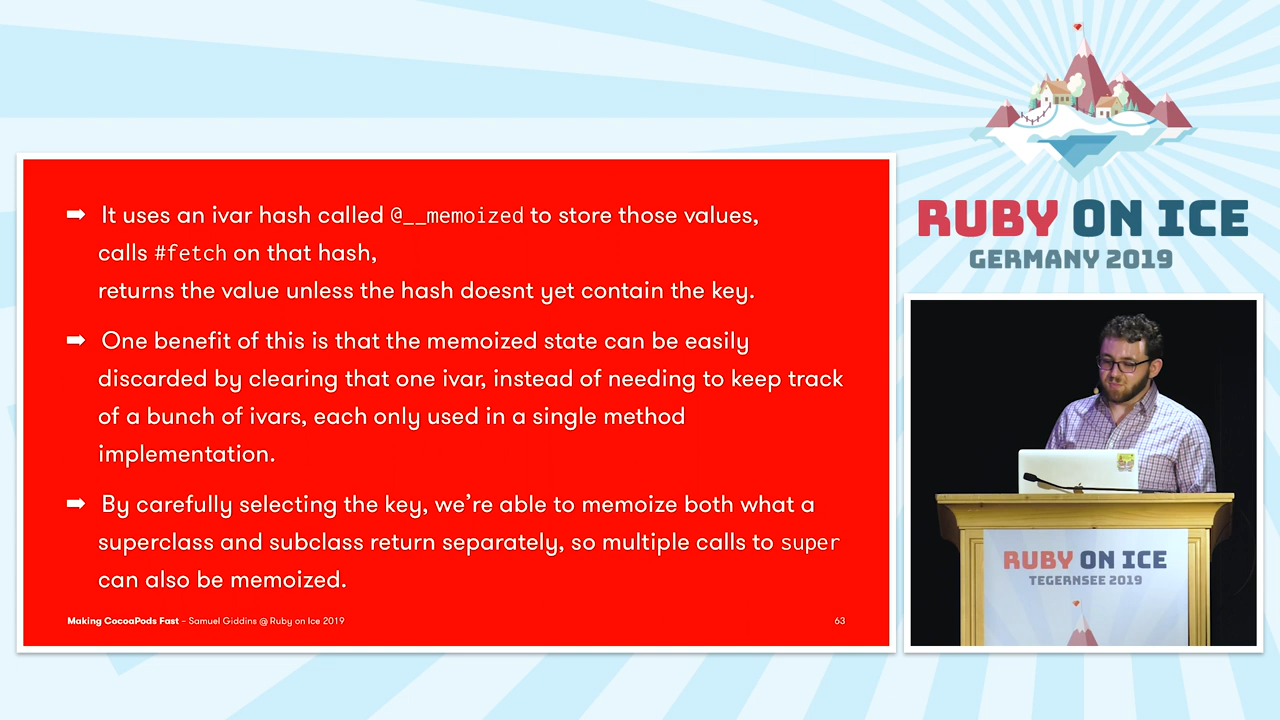 RUBY ON ICE
GERMANY 2019
➡ It uses an ivar hash called @__memoized to store those values,
calls #fetch on that hash,
returns the value unless the hash doesnt yet contain the key.
➡ One benefit of this is that the memoized state can be easily
discarded by clearing that one ivar, instead of needing to keep track
of a bunch of ivars, each only used in a single method
implementation.
➡ By carefully selecting the key, we're able to memoize both what a
superclass and subclass return separately, so multiple calls to super
can also be memoized.
Making CocoaPods Fast – Samuel Giddins @ Ruby on Ice 2019
63
RUBY ON ICE
TEGERNSEE 2019